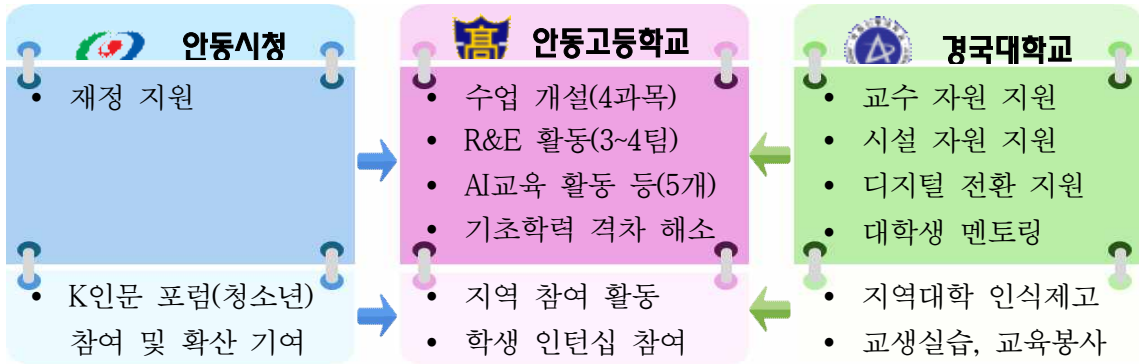 안동시청
재정 지원
K인문 포럼(청소년)
참여 및 확산 기여
안동고등학교
수업 개설(4과목)
R&E 활동(3~4팀)
AI교육 활동 등(5개)
기초학력 격차 해소
지역 참여 활동
학생 인턴십 참여
경국대학교
교수 자원 지원
시설 자원 지원
디지털 전환 지원
대학생 멘토링
지역대학 인식제고
교생실습, 교육봉사